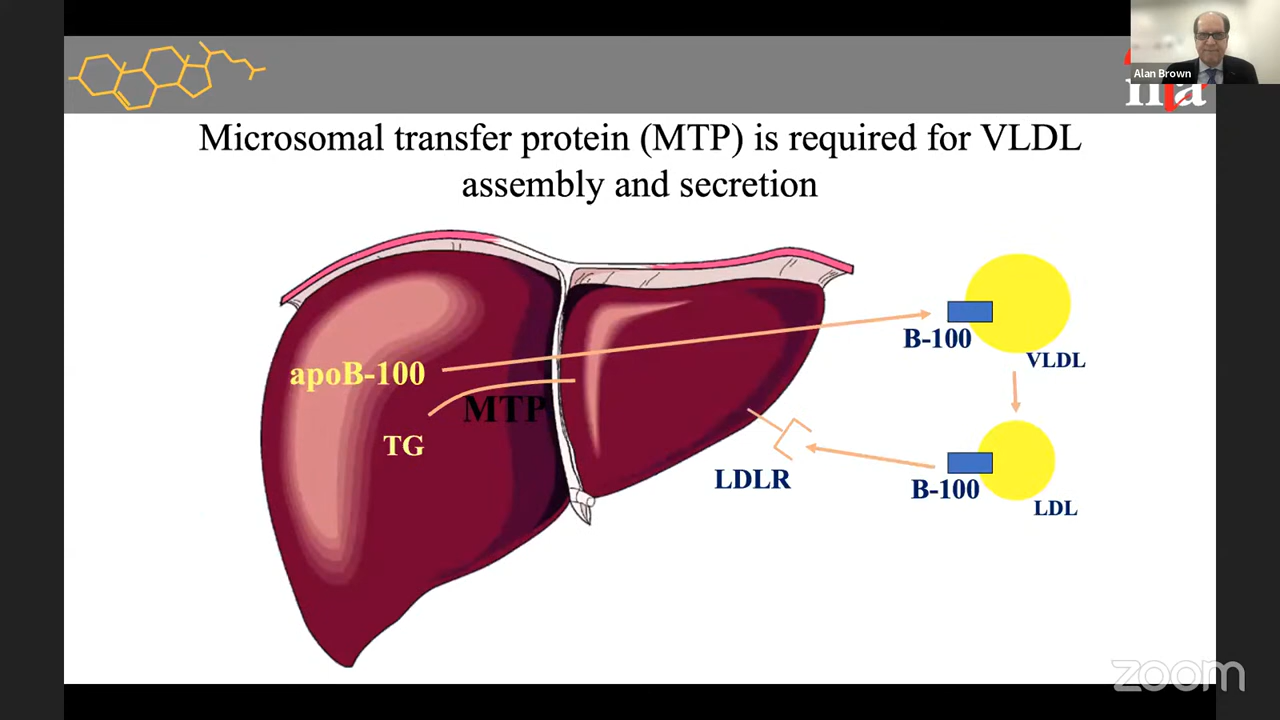 Alan Brown
Microsomal transfer protein (MTP) is required for VLDL
assembly and secretion
B-100
VLDL
apoB-100
MTP
TG
LDLR
B-100
LDL
zoom